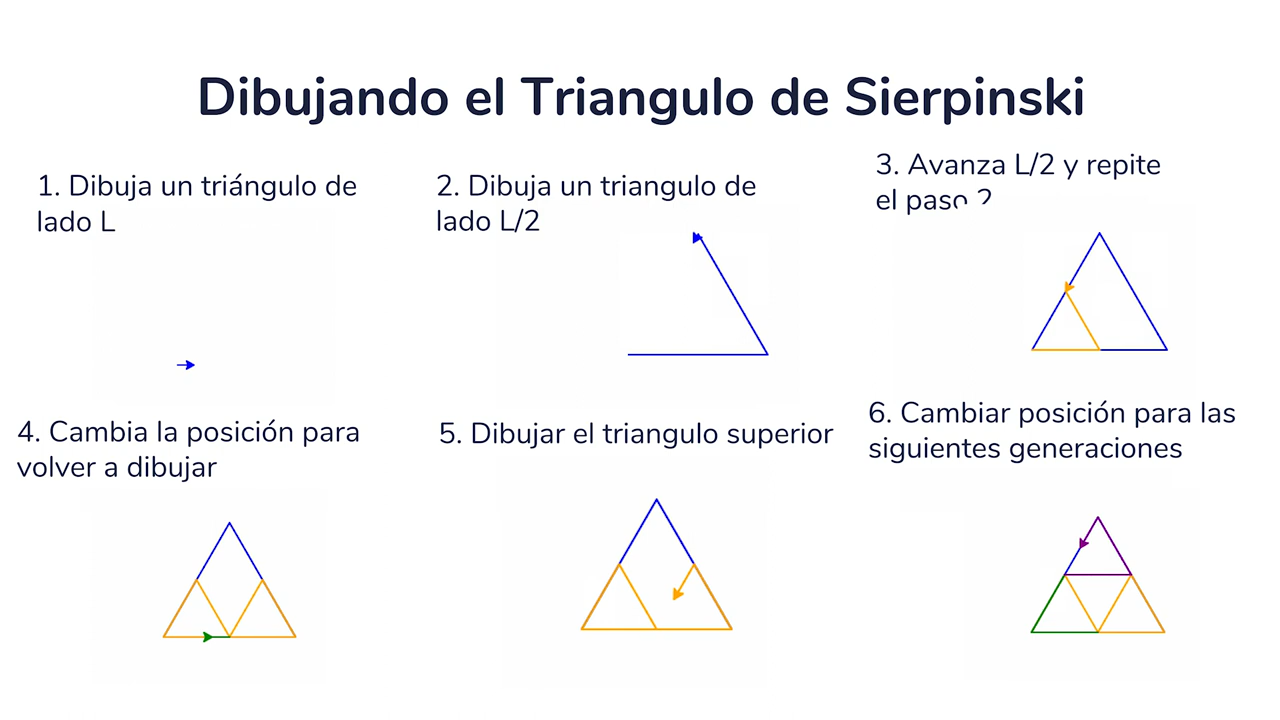 Dibujando el Triangulo de Sierpinski
1. Dibuja un triángulo de
lado L
2. Dibuja un triangulo de
lado L/2
3. Avanza L/2 y repite
el paso 2
4. Cambia la posición para
volver a dibujar
5. Dibujar el triangulo superior
6. Cambiar posición para las
siguientes generaciones